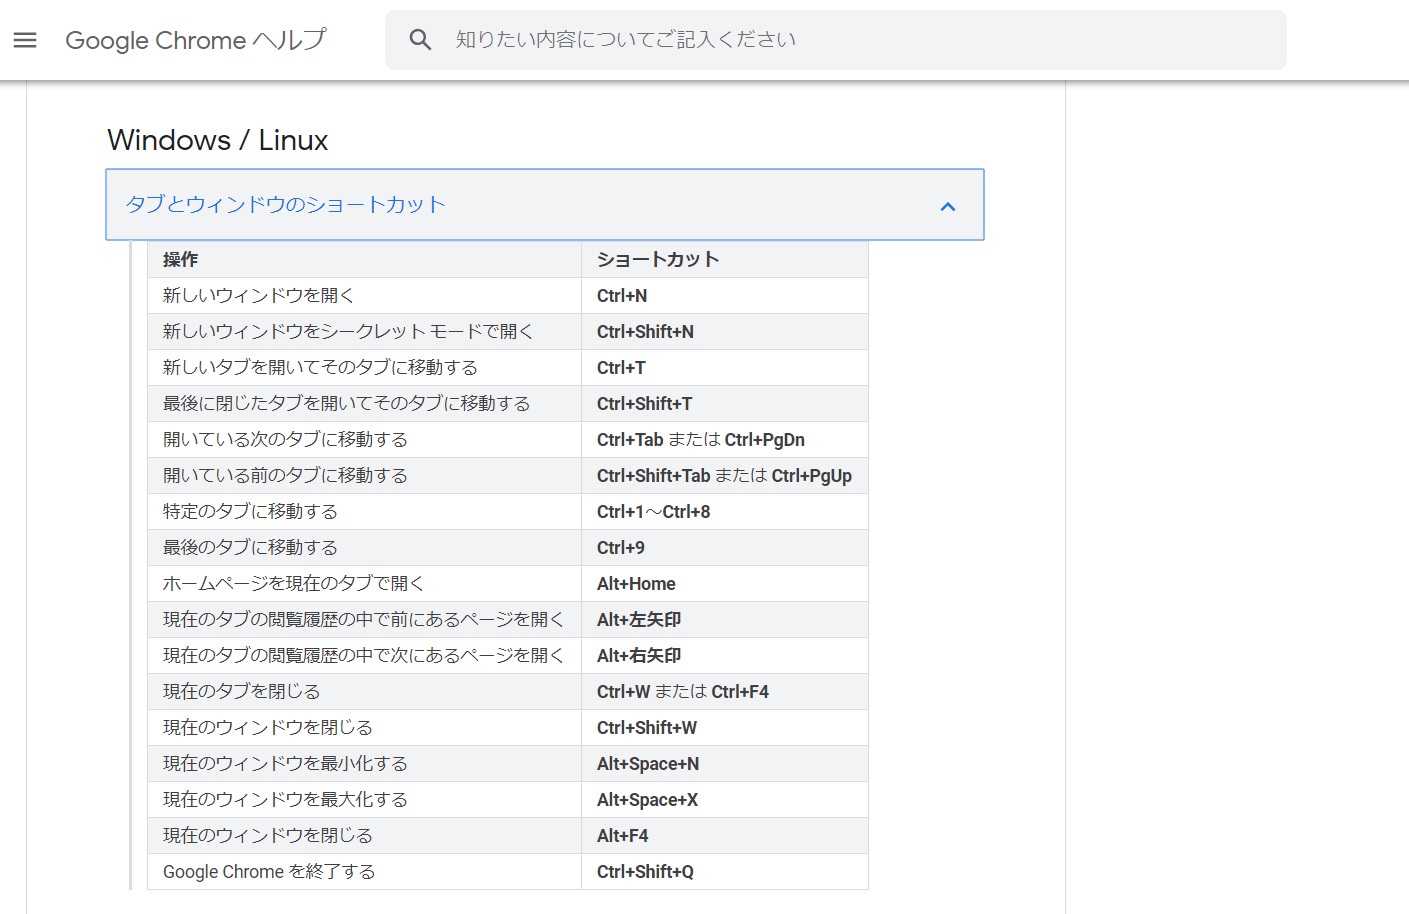 Google Chrome ヘルプ
知りたい内容についてご記入ください
Windows / Linux
タブとウィンドウのショートカット
操作 ショートカット
新しいウィンドウを開く Ctrl+N
新しいウィンドウをシークレット モードで開く Ctrl+Shift+N
新しいタブを開いてそのタブに移動する Ctrl+T
最後に閉じたタブを開いてそのタブに移動する Ctrl+Shift+T
開いている次のタブに移動する Ctrl+Tab または Ctrl+PgDn
開いている前のタブに移動する Ctrl+Shift+Tab または Ctrl+PgUp
特定のタブに移動する Ctrl+1～Ctrl+8
最後のタブに移動する Ctrl+9
ホームページを現在のタブで開く Alt+Home
現在のタブの閲覧履歴の中で前にあるページを開く Alt+左矢印
現在のタブの閲覧履歴の中で次にあるページを開く Alt+右矢印
現在のタブを閉じる Ctrl+W または Ctrl+F4
現在のウィンドウを閉じる Ctrl+Shift+W
現在のウィンドウを最小化する Alt+Space+N
現在のウィンドウを最大化する Alt+Space+X
現在のウィンドウを閉じる Alt+F4
Google Chrome を終了する Ctrl+Shift+Q